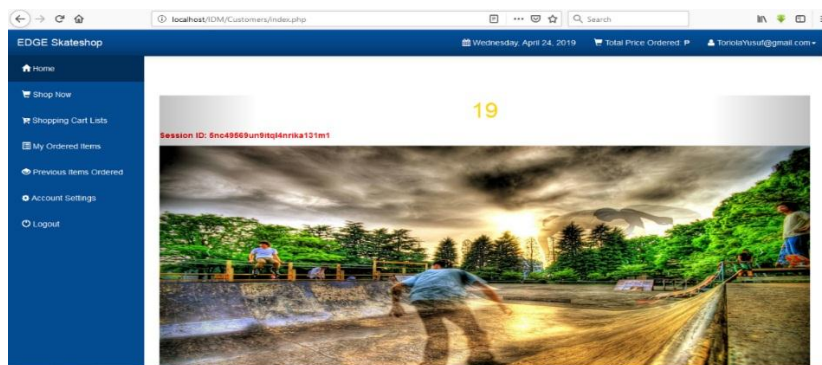 localhost/IDM/Customers/index.php
Search
EDGE Skateshop
Wednesday, April 24, 2019
Total Price Ordered: ₱
ToriolaYusuf@gmail.com
Home
Shop Now
Shopping Cart Lists
My Ordered Items
Previous Items Ordered
Account Settings
Logout
19
Session ID: